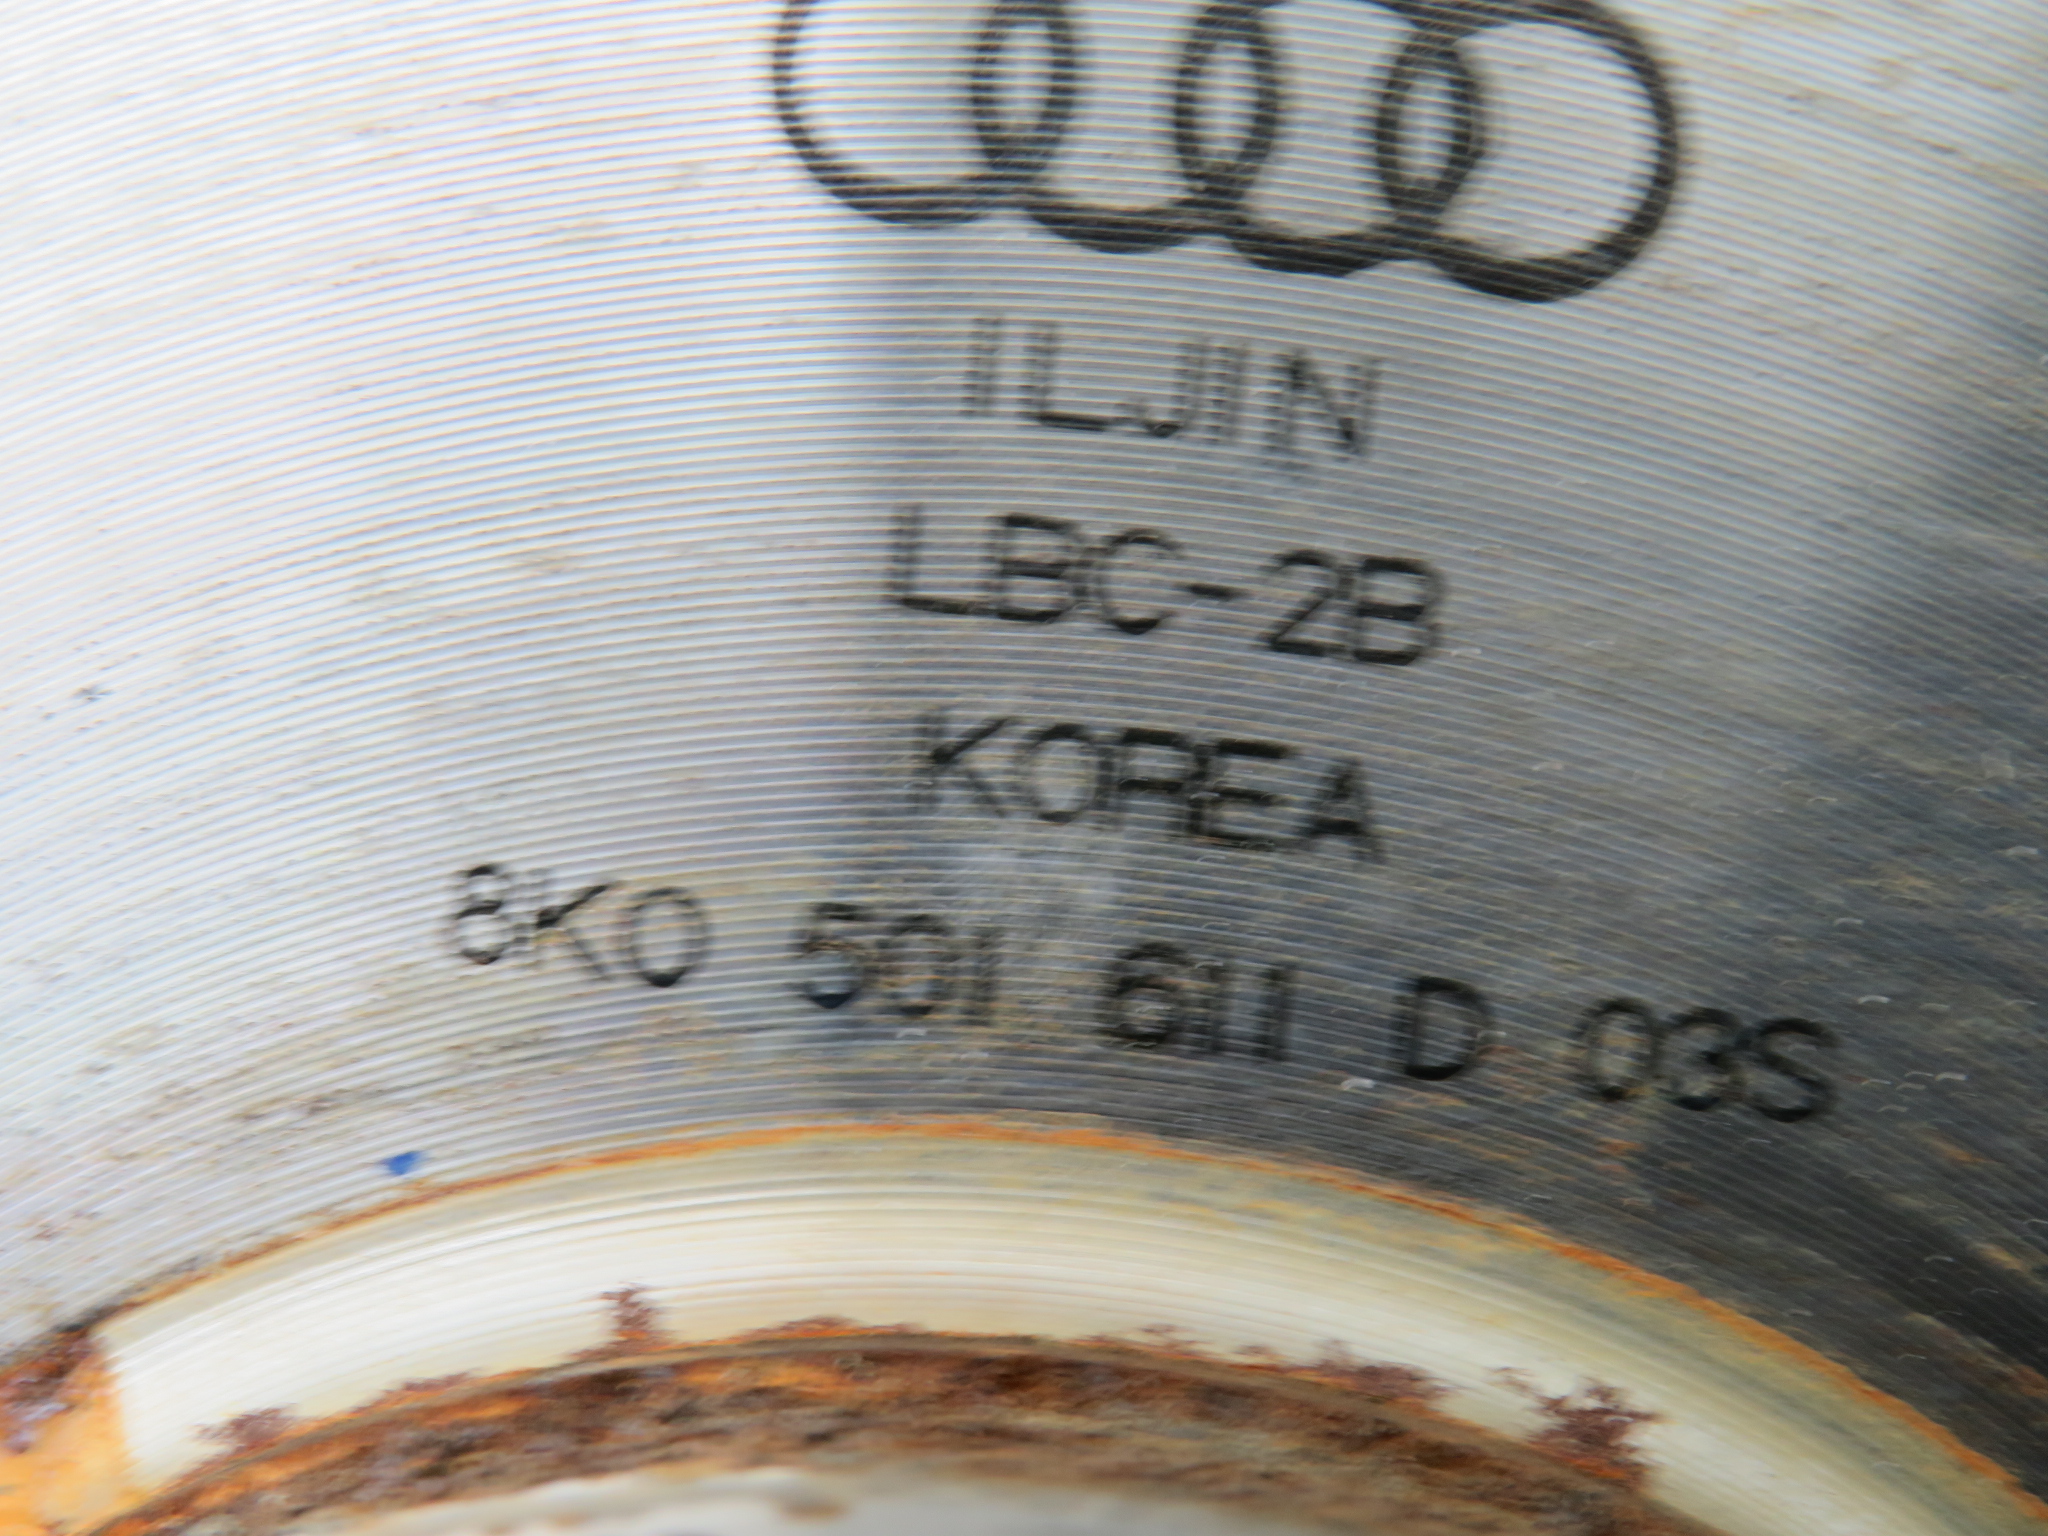 ILJIN
LBC-2B
KOREA
8K0 501 611 D 03S